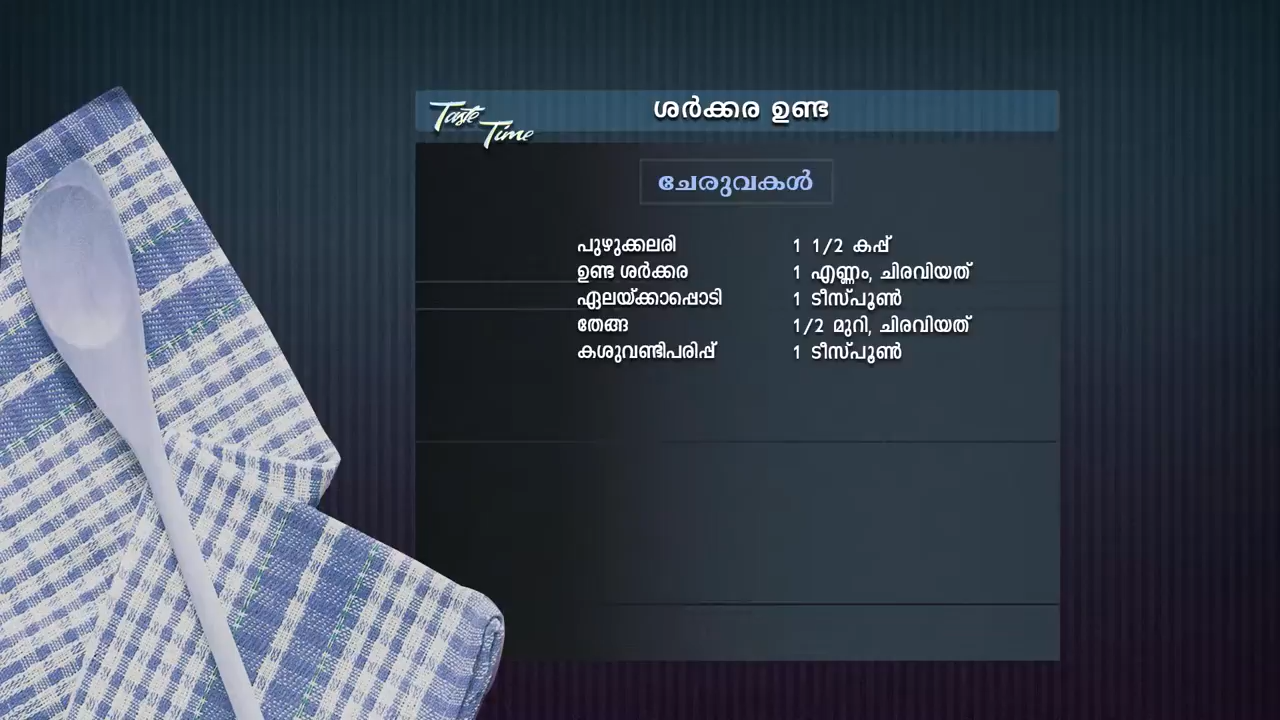 Taste Time
ശർക്കര ഉണ്ട
ചേരുവകൾ
പുഴുക്കലരി 1 1/2 കപ്പ്
ഉണ്ട ശർക്കര 1 എണ്ണം, ചിരവിയത്
ഏലയ്ക്കാപ്പൊടി 1 ടീസ്പൂൺ
തേങ്ങ 1/2 മുറി, ചിരവിയത്
കശുവണ്ടിപരിപ്പ് 1 ടീസ്പൂൺ